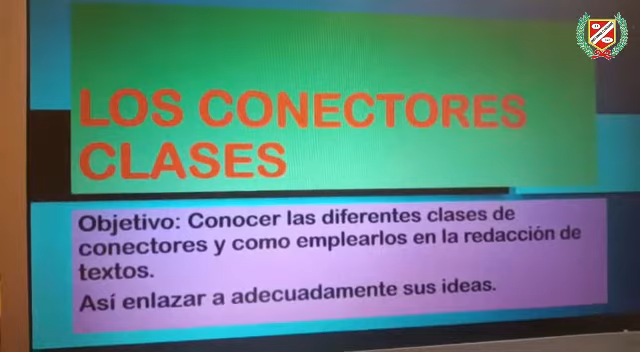 LOS CONECTORES
CLASES
Objetivo: Conocer las diferentes clases de
conectores y como emplearlos en la redacción de
textos.
Así enlazar a adecuadamente sus ideas.